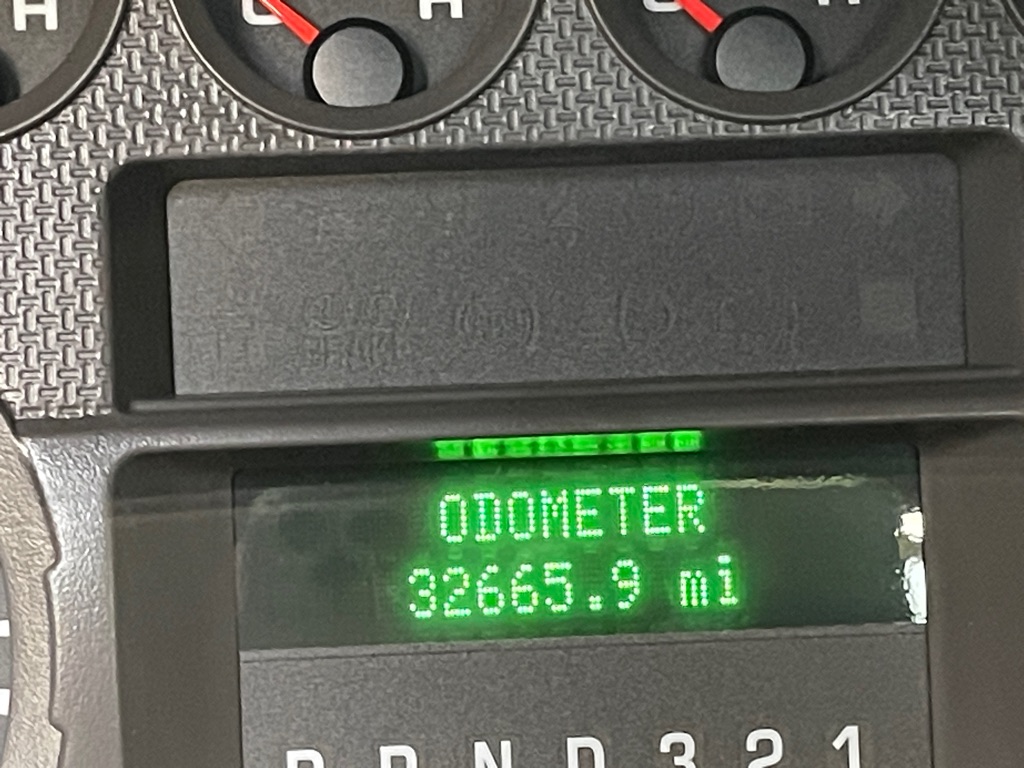 H
C H
C H
ODOMETER
32665.9 mi
P R N D 3 2 1